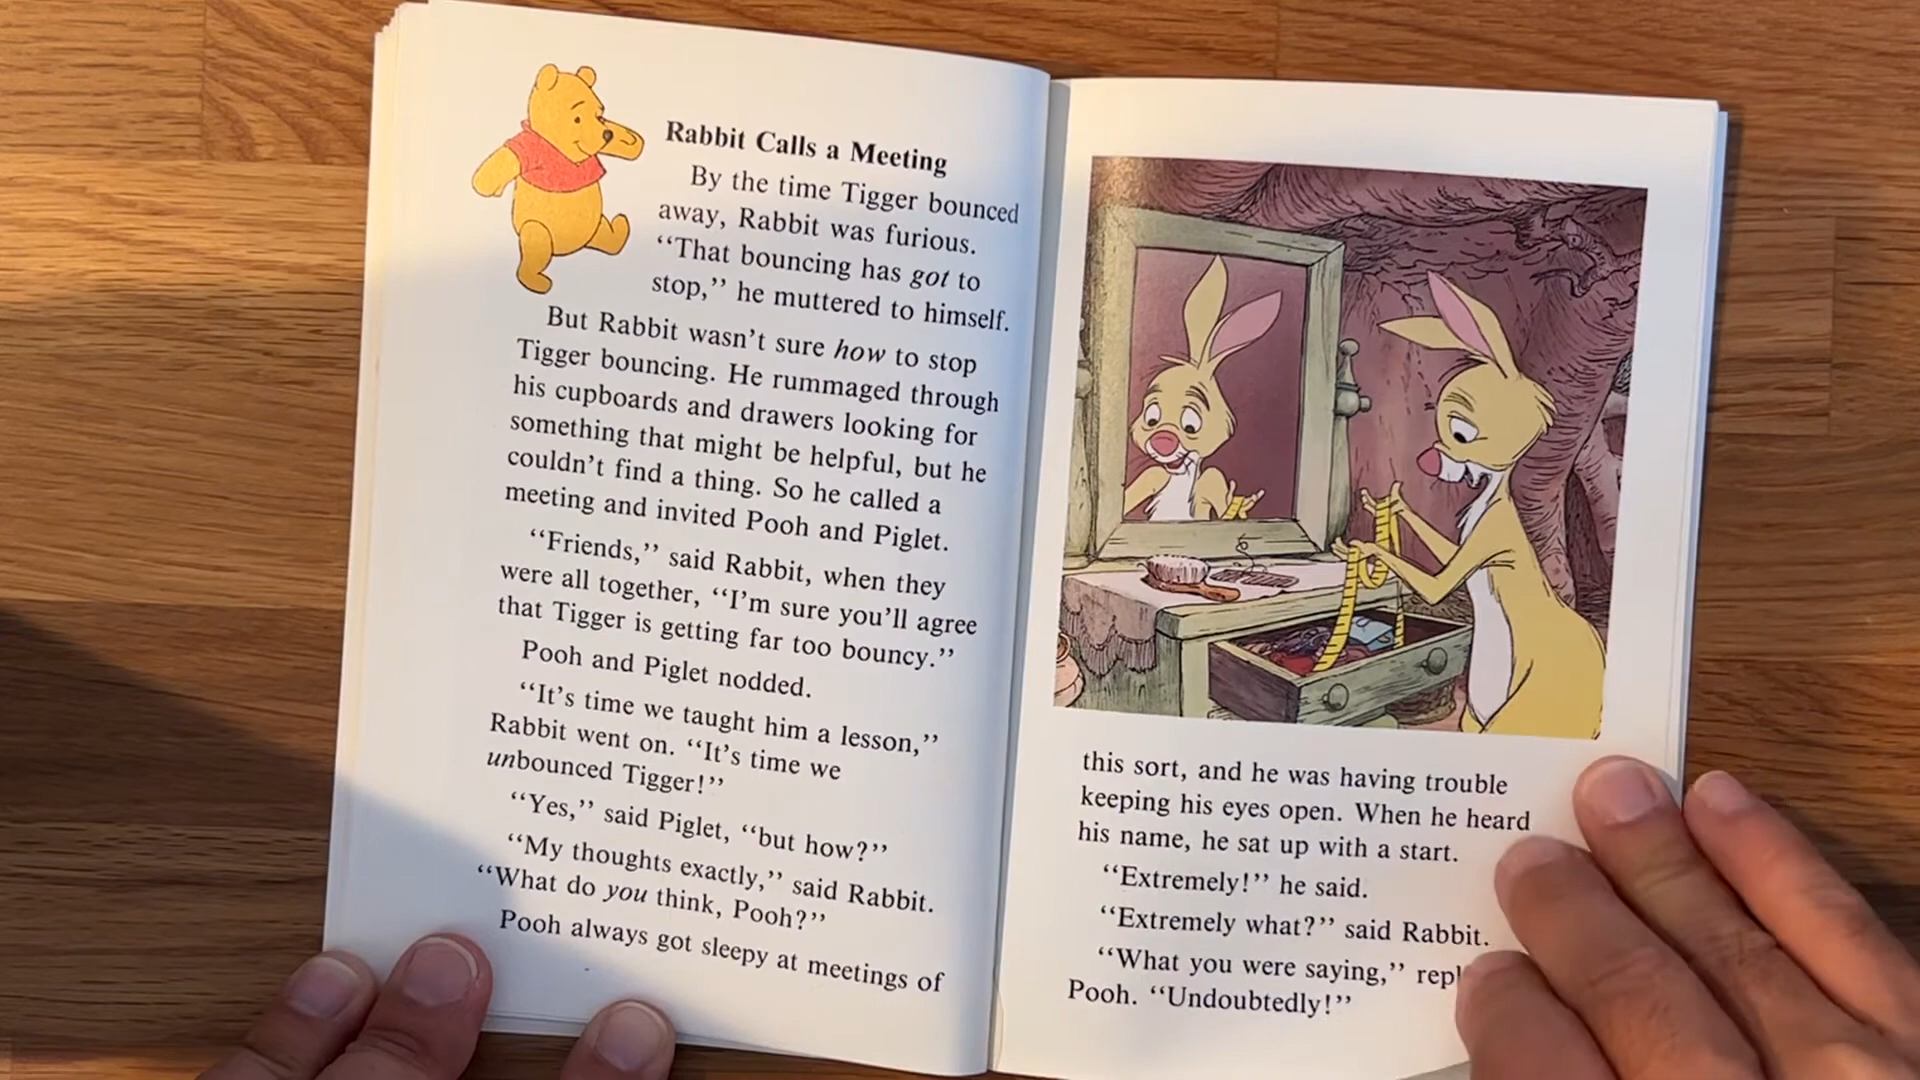 Rabbit Calls a Meeting
By the time Tigger bounced
away, Rabbit was furious.
‘‘That bouncing has got to
stop,’’ he muttered to himself.
But Rabbit wasn’t sure how to stop
Tigger bouncing. He rummaged through
his cupboards and drawers looking for
something that might be helpful, but he
couldn’t find a thing. So he called a
meeting and invited Pooh and Piglet.
‘‘Friends,’’ said Rabbit, when they
were all together, ‘‘I’m sure you’ll agree
that Tigger is getting far too bouncy.’’
Pooh and Piglet nodded.
‘‘It’s time we taught him a lesson,’’
Rabbit went on. ‘‘It’s time we
unbounced Tigger!’’
‘‘Yes,’’ said Piglet, ‘‘but how?’’
‘‘My thoughts exactly,’’ said Rabbit.
‘‘What do you think, Pooh?’’
Pooh always got sleepy at meetings of
this sort, and he was having trouble
keeping his eyes open. When he heard
his name, he sat up with a start.
‘‘Extremely!’’ he said.
‘‘Extremely what?’’ said Rabbit.
‘‘What you were saying,’’
Pooh. ‘‘Undoubtedly!’’